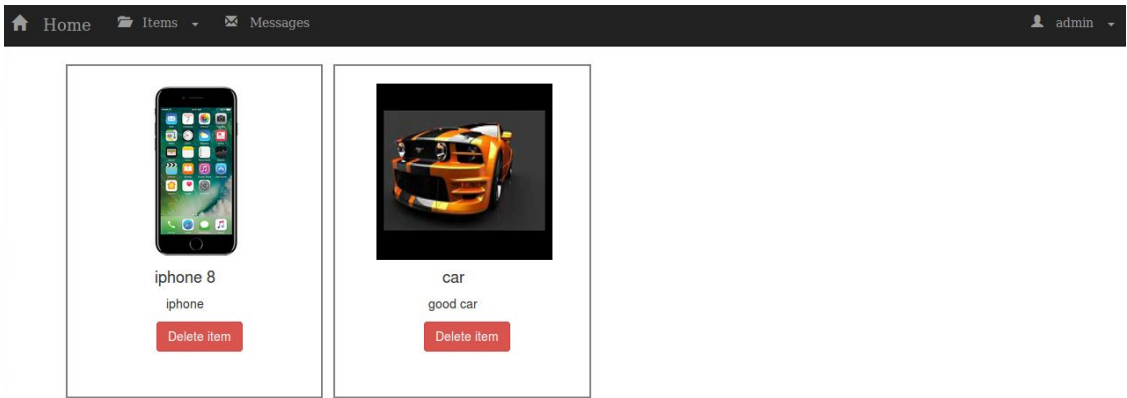 Home Items Messages admin
iphone 8
iphone
Delete item
car
good car
Delete item